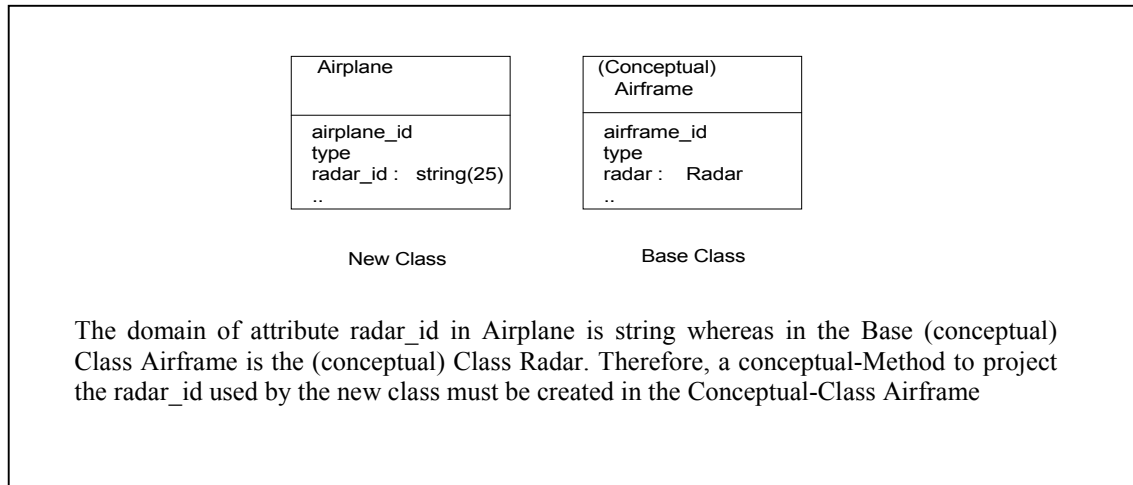 Airplane
airplane_id
type
radar_id : string(25)
..
(Conceptual)
Airframe
airframe_id
type
radar : Radar
..
New Class
Base Class
The domain of attribute radar_id in Airplane is string whereas in the Base (conceptual)
Class Airframe is the (conceptual) Class Radar. Therefore, a conceptual-Method to project
the radar_id used by the new class must be created in the Conceptual-Class Airframe